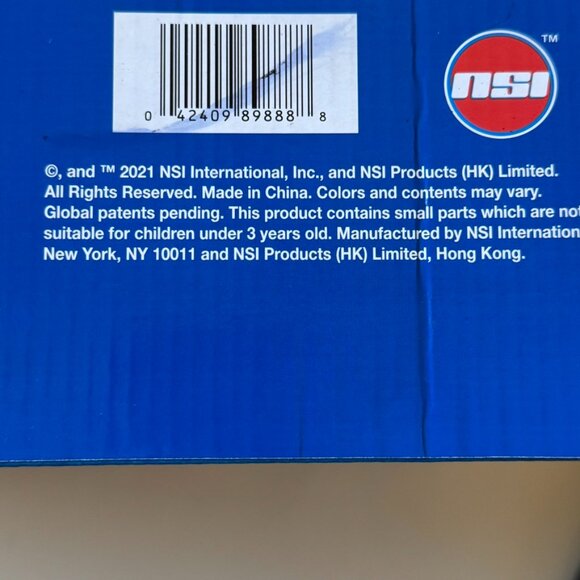 0 42409 89888 8
nsi
TM
©, and ™ 2021 NSI International, Inc., and NSI Products (HK) Limited.
All Rights Reserved. Made in China. Colors and contents may vary.
Global patents pending. This product contains small parts which are not
suitable for children under 3 years old. Manufactured by NSI Internation
New York, NY 10011 and NSI Products (HK) Limited, Hong Kong.